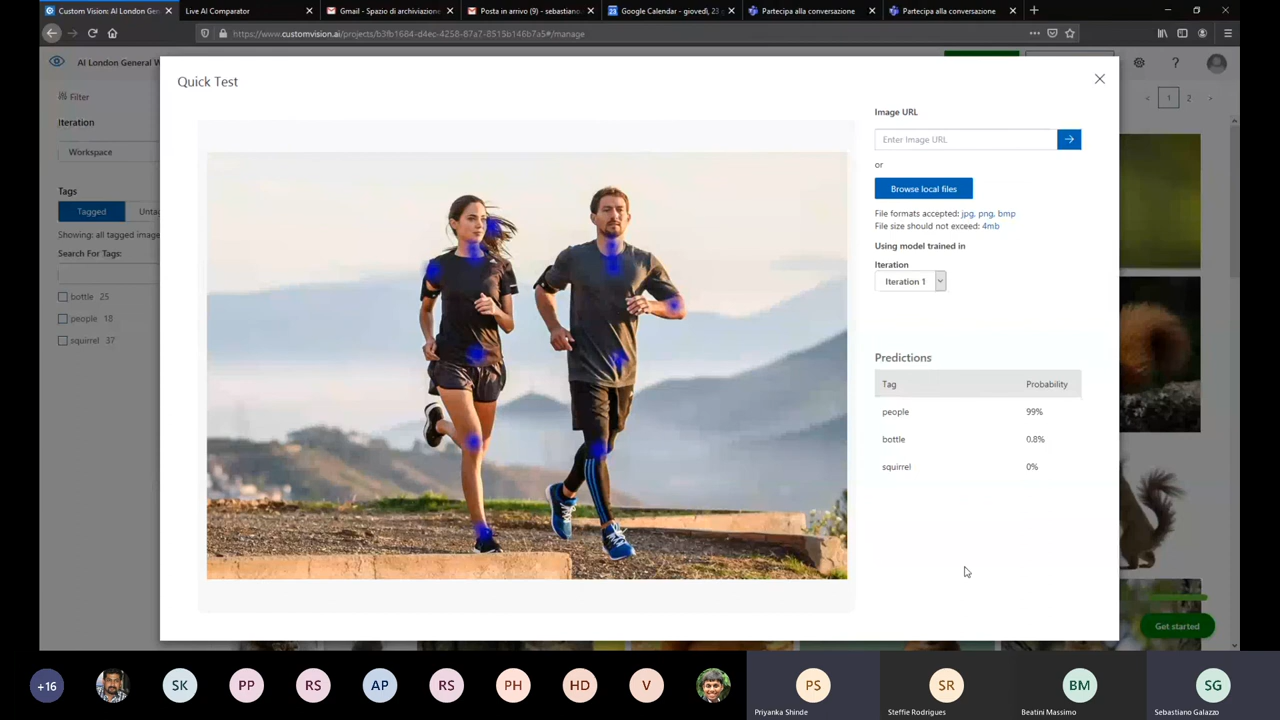 Custom Vision: AI London Gen
Live AI Comparator
Gmail - Spazio di archiviazione
Posta in arrivo (9) - sebastiano
Google Calendar - giovedì, 23
Partecipa alla conversazione
Partecipa alla conversazione
https://www.customvision.ai/projects/b3fb1684-d4ec-4258-87a7-8515b146b7a5#/manage
AI London General W
?
Filter
Iteration
Workspace
Tags
Tagged
Unta
Showing: all tagged image
Search For Tags:
bottle 25
people 18
squirrel 37
Quick Test
Image URL
Enter Image URL
or
Browse local files
File formats accepted: jpg, png, bmp
File size should not exceed: 4mb
Using model trained in
Iteration
Iteration 1
Predictions
Tag Probability
people 99%
bottle 0.8%
squirrel 0%
< 1 2 >
Get started
+16
SK
PP
RS
AP
RS
PH
HD
V
PS
Priyanka Shinde
SR
Steffie Rodrigues
BM
Beatini Massimo
SG
Sebastiano Galazzo